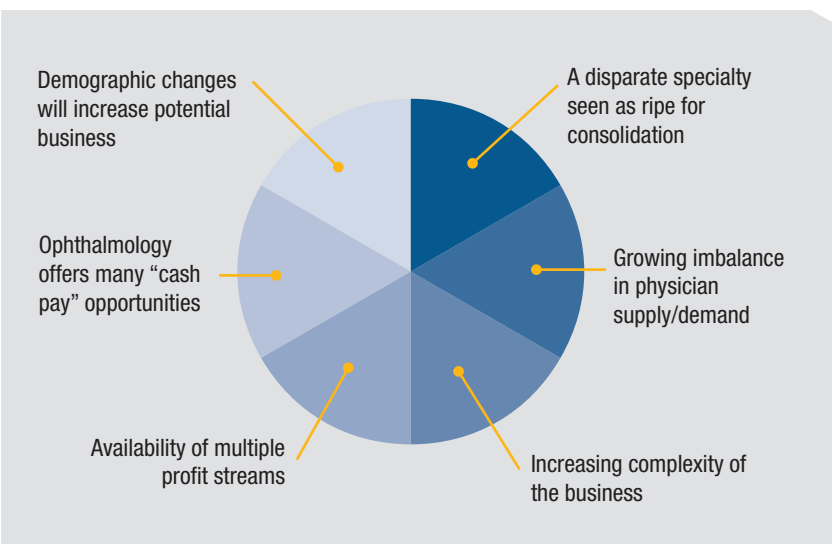 Demographic changes
will increase potential
business
A disparate specialty
seen as ripe for
consolidation
Ophthalmology
offers many “cash
pay” opportunities
Growing imbalance
in physician
supply/demand
Availability of multiple
profit streams
Increasing complexity of
the business